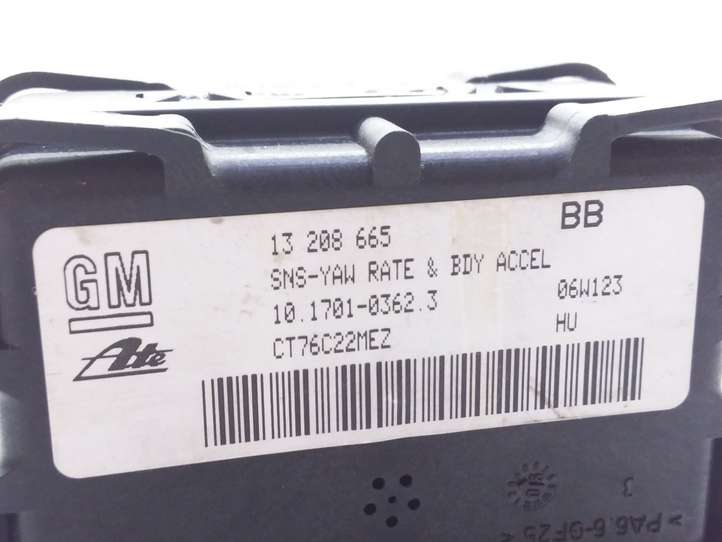 GM
Ate
13 208 665
BB
SNS-YAW RATE & BDY ACCEL
10.1701-0362.3
06W123
CT76C22MEZ
HU
3
>PA6.6-GF25<